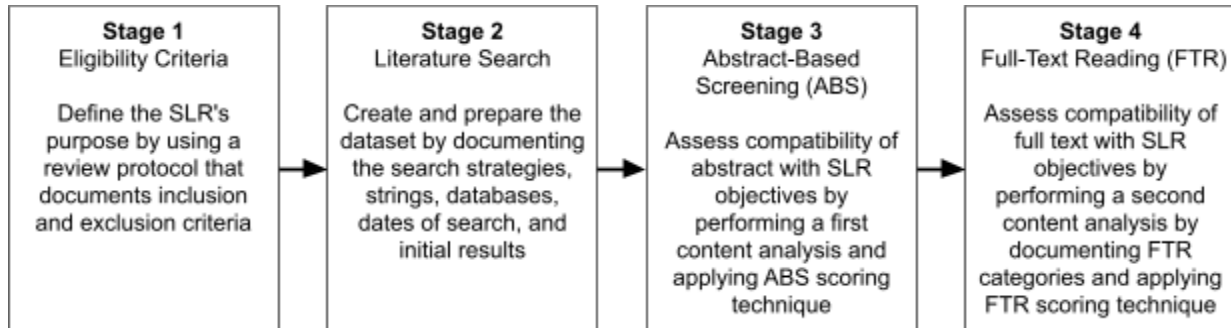 Stage 1
Eligibility Criteria
Define the SLR's
purpose by using a
review protocol that
documents inclusion
and exclusion criteria
Stage 2
Literature Search
Create and prepare the
dataset by documenting
the search strategies,
strings, databases,
dates of search, and
initial results
Stage 3
Abstract-Based
Screening (ABS)
Assess compatibility of
abstract with SLR
objectives by
performing a first
content analysis and
applying ABS scoring
technique
Stage 4
Full-Text Reading (FTR)
Assess compatibility of
full text with SLR
objectives by
performing a second
content analysis by
documenting FTR
categories and applying
FTR scoring technique